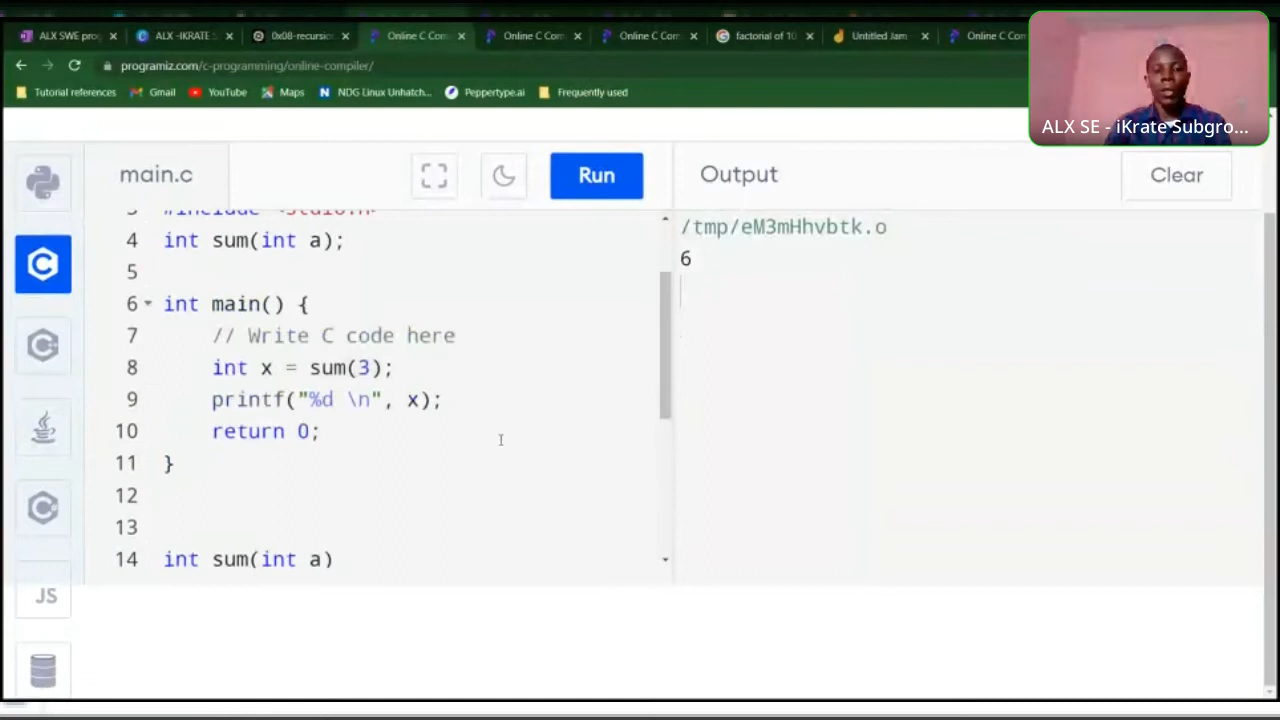 ALX SWE prog
ALX -IKRATE S
0x08-recursio
Online C Com
Online C Com
Online C Com
factorial of 10
Untitled Jam
Online C Com
programiz.com/c-programming/online-compiler/
Tutorial references
Gmail
YouTube
Maps
NDG Linux Unhatch...
Peppertype.ai
Frequently used
ALX SE - iKrate Subgro...
main.c
Run
Output
Clear
3 #include <stdio.h>
4 int sum(int a);
5
6 int main() {
7 // Write C code here
8 int x = sum(3);
9 printf("%d \n", x);
10 return 0;
11 }
12
13
14 int sum(int a)
/tmp/eM3mHhvbtk.o
6
JS